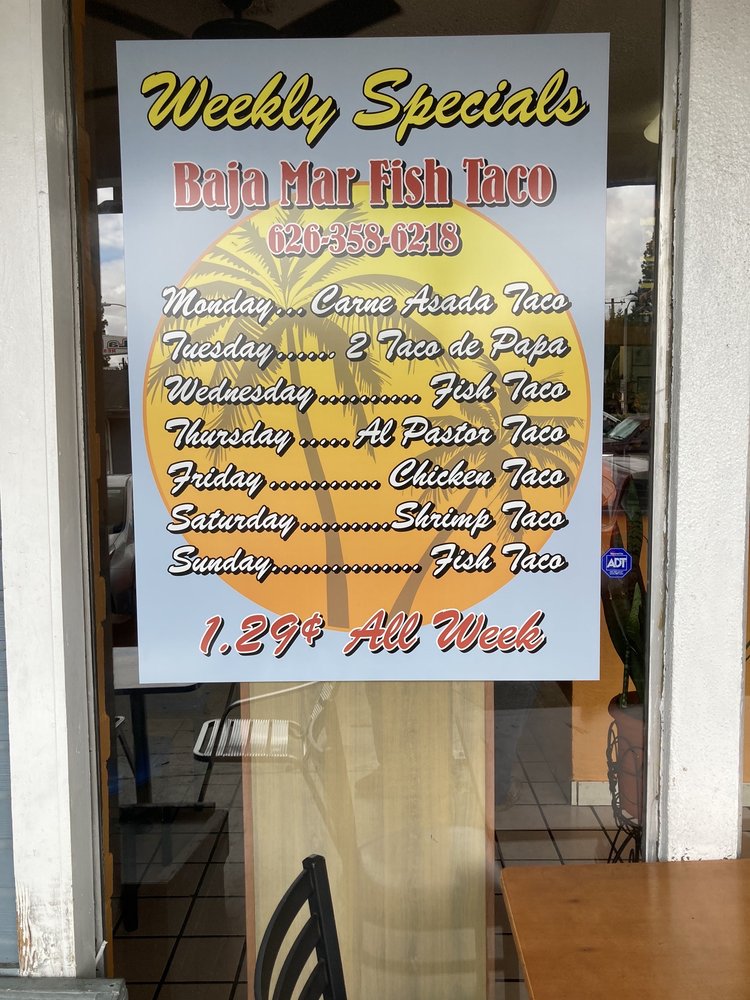 Weekly Specials
Baja Mar Fish Taco
626-358-6218
Monday... Carne Asada Taco
Tuesday...... 2 Taco de Papa
Wednesday........... Fish Taco
Thursday ..... Al Pastor Taco
Friday ............ Chicken Taco
Saturday..........Shrimp Taco
Sunday................ Fish Taco
1.29¢ All Week
ADT